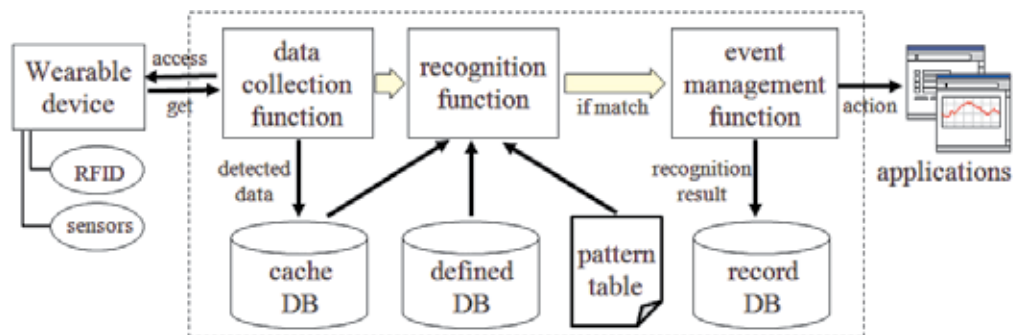 Wearable
device
RFID
sensors
access
get
data
collection
function
detected
data
cache
DB
recognition
function
defined
DB
pattern
table
if match
event
management
function
recognition
result
record
DB
action
applications